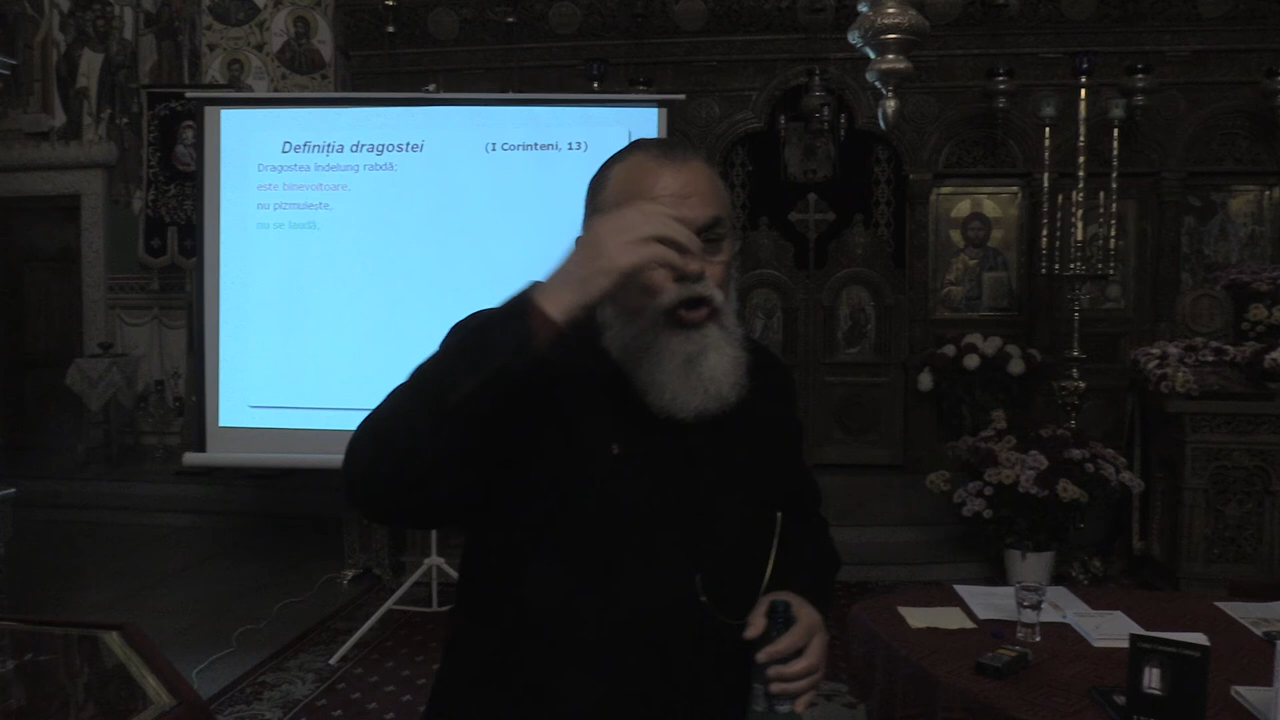 Definiția dragostei (I Corinteni, 13)
Dragostea îndelung rabdă;
este binevoitoare,
nu pizmuiește,
nu se laudă,